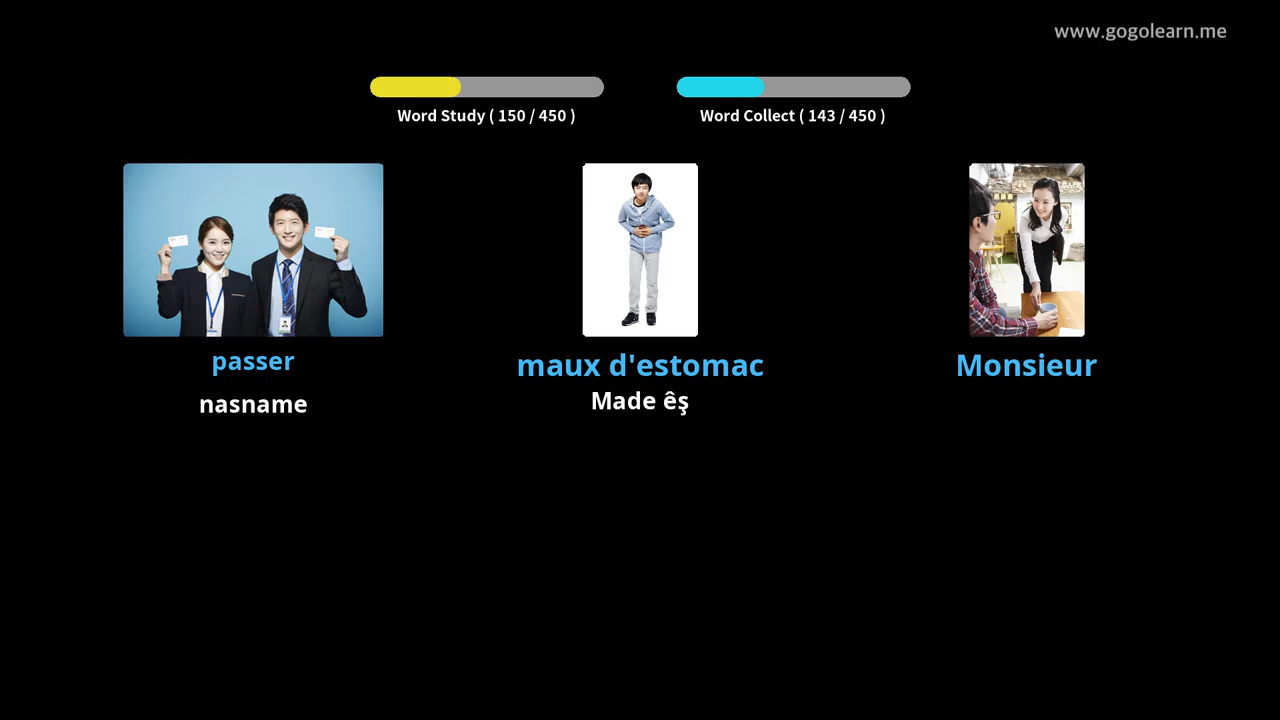 www.gogolearn.me
Word Study ( 150 / 450 )
Word Collect ( 143 / 450 )
passer
nasname
maux d'estomac
Made êş
Monsieur